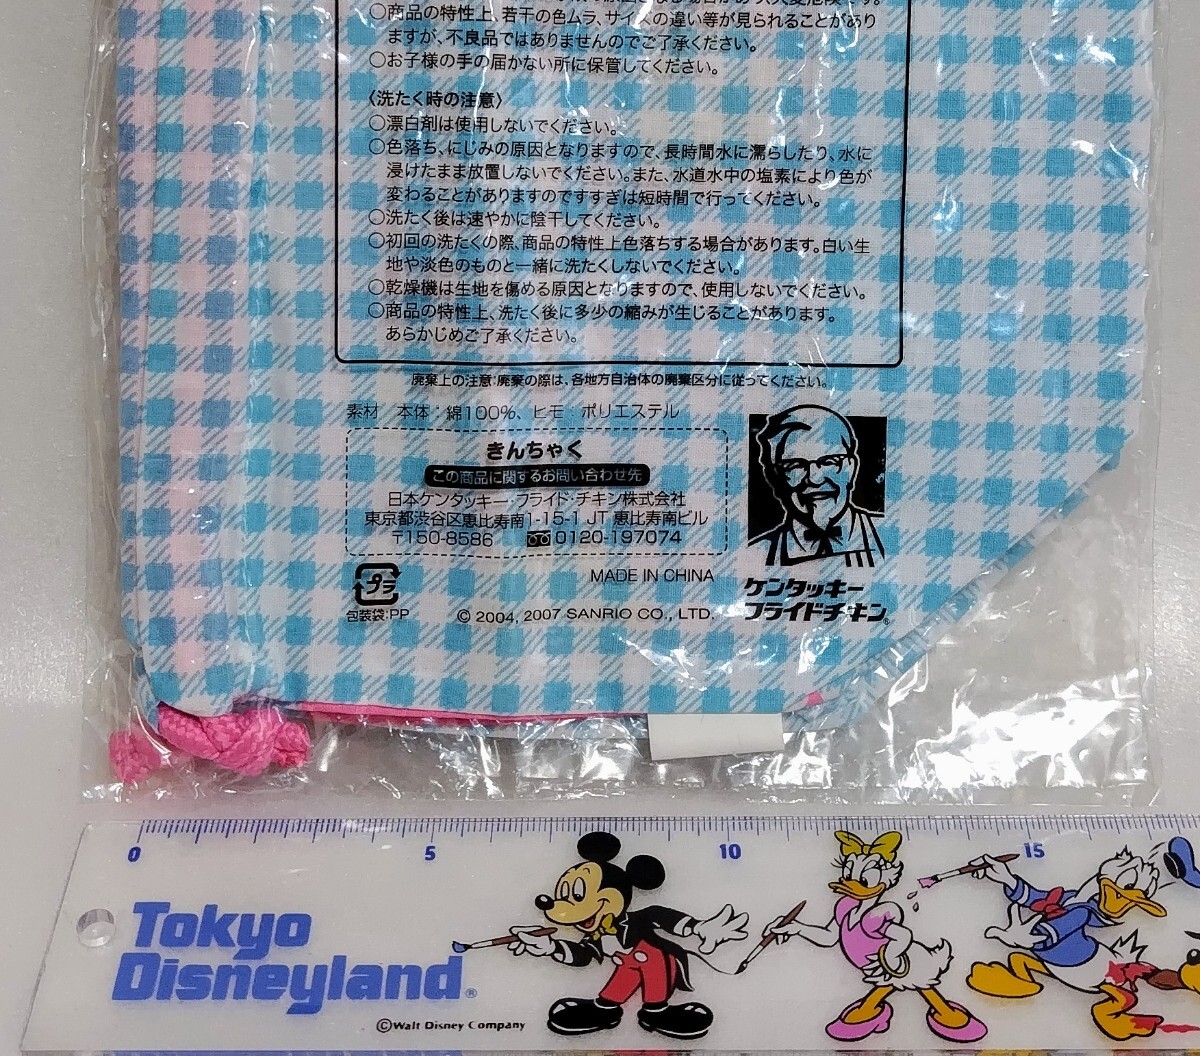 ○商品の特性上、若干の色ムラ、サイズの違い等が見られることがあり
ますが、不良品ではありませんのでご了承ください。
○お子様の手の届かない所に保管してください。
〈洗たく時の注意〉
○漂白剤は使用しないでください。
○色落ち、にじみの原因となりますので、長時間水に濡らしたり、水に
浸けたまま放置しないでください。また、水道水中の塩素により色が
変わることがありますのですすぎは短時間で行ってください。
○洗たく後は速やかに陰干してください。
○初回の洗たくの際、商品の特性上色落ちする場合があります。白い生
地や淡色のものと一緒に洗たくしないでください。
○乾燥機は生地を傷める原因となりますので、使用しないでください。
○商品の特性上、洗たく後に多少の縮みが生じることがあります。
あらかじめご了承ください。
廃棄上の注意:廃棄の際は、各地方自治体の廃棄区分に従ってください。
素材 本体:綿100%、ヒモ:ポリエステル
きんちゃく
この商品に関するお問い合わせ先
日本ケンタッキー・フライド・チキン株式会社
東京都渋谷区恵比寿南1-15-1 JT 恵比寿南ビル
〒150-8586 0120-197074
MADE IN CHINA
プラ
包装袋:PP
© 2004, 2007 SANRIO CO., LTD.
ケンタッキー
フライドチキン®
0 5 10 15
Tokyo
Disneyland®
©Walt Disney Company